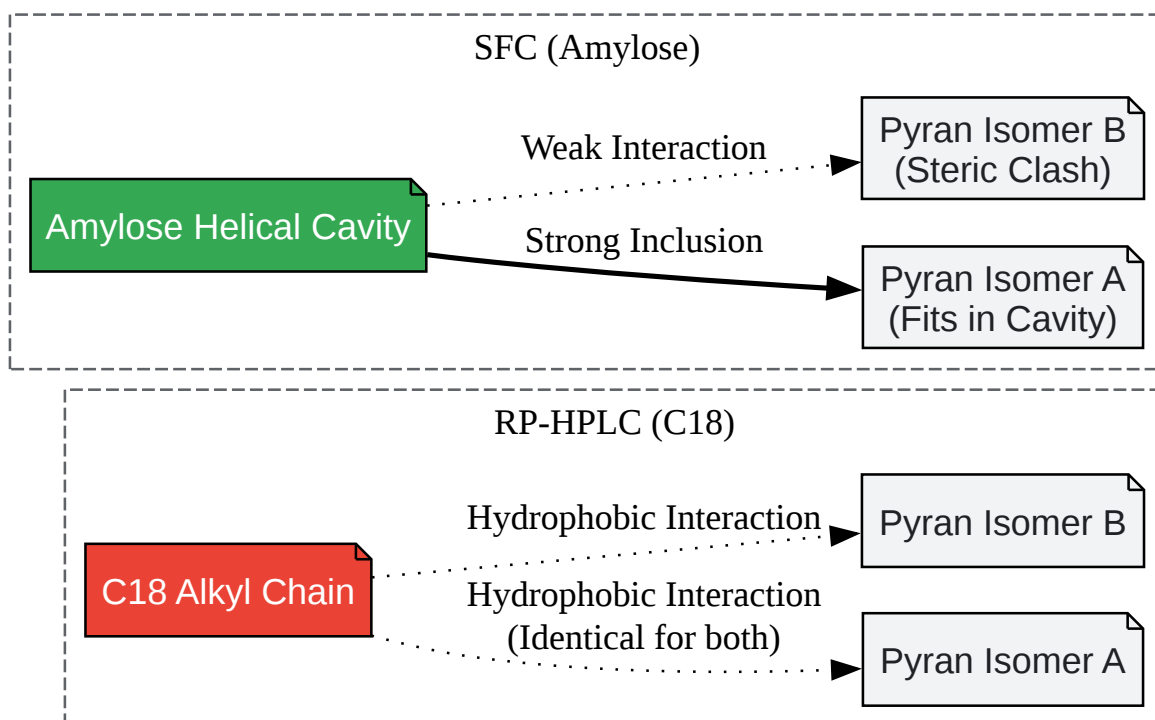 SFC (Amylose)
Amylose Helical Cavity
Weak Interaction
Pyran Isomer B
(Steric Clash)
Strong Inclusion
Pyran Isomer A
(Fits in Cavity)
RP-HPLC (C18)
C18 Alkyl Chain
Hydrophobic Interaction
Pyran Isomer B
Hydrophobic Interaction
(Identical for both)
Pyran Isomer A